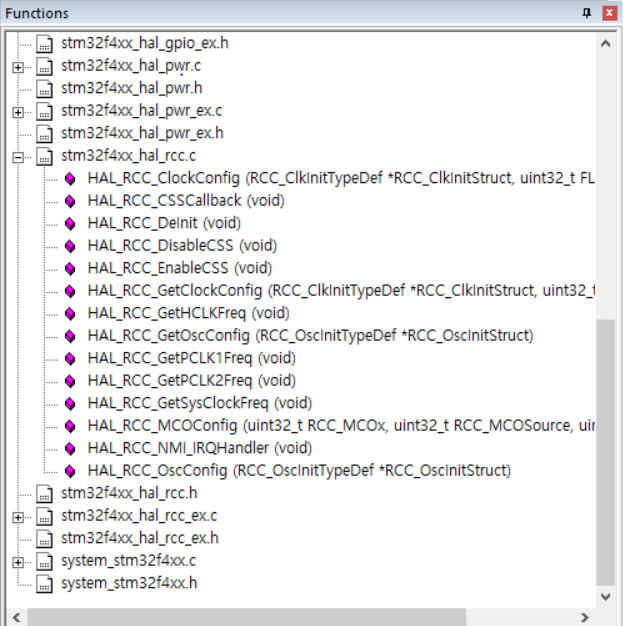 Functions
stm32f4xx_hal_gpio_ex.h
stm32f4xx_hal_pwr.c
stm32f4xx_hal_pwr.h
stm32f4xx_hal_pwr_ex.c
stm32f4xx_hal_pwr_ex.h
stm32f4xx_hal_rcc.c
HAL_RCC_ClockConfig (RCC_ClkInitTypeDef *RCC_ClkInitStruct, uint32_t FL
HAL_RCC_CSSCallback (void)
HAL_RCC_DeInit (void)
HAL_RCC_DisableCSS (void)
HAL_RCC_EnableCSS (void)
HAL_RCC_GetClockConfig (RCC_ClkInitTypeDef *RCC_ClkInitStruct, uint32_t
HAL_RCC_GetHCLKFreq (void)
HAL_RCC_GetOscConfig (RCC_OscInitTypeDef *RCC_OscInitStruct)
HAL_RCC_GetPCLK1Freq (void)
HAL_RCC_GetPCLK2Freq (void)
HAL_RCC_GetSysClockFreq (void)
HAL_RCC_MCOConfig (uint32_t RCC_MCOx, uint32_t RCC_MCOSource, uir
HAL_RCC_NMI_IRQHandler (void)
HAL_RCC_OscConfig (RCC_OscInitTypeDef *RCC_OscInitStruct)
stm32f4xx_hal_rcc.h
stm32f4xx_hal_rcc_ex.c
stm32f4xx_hal_rcc_ex.h
system_stm32f4xx.c
system_stm32f4xx.h